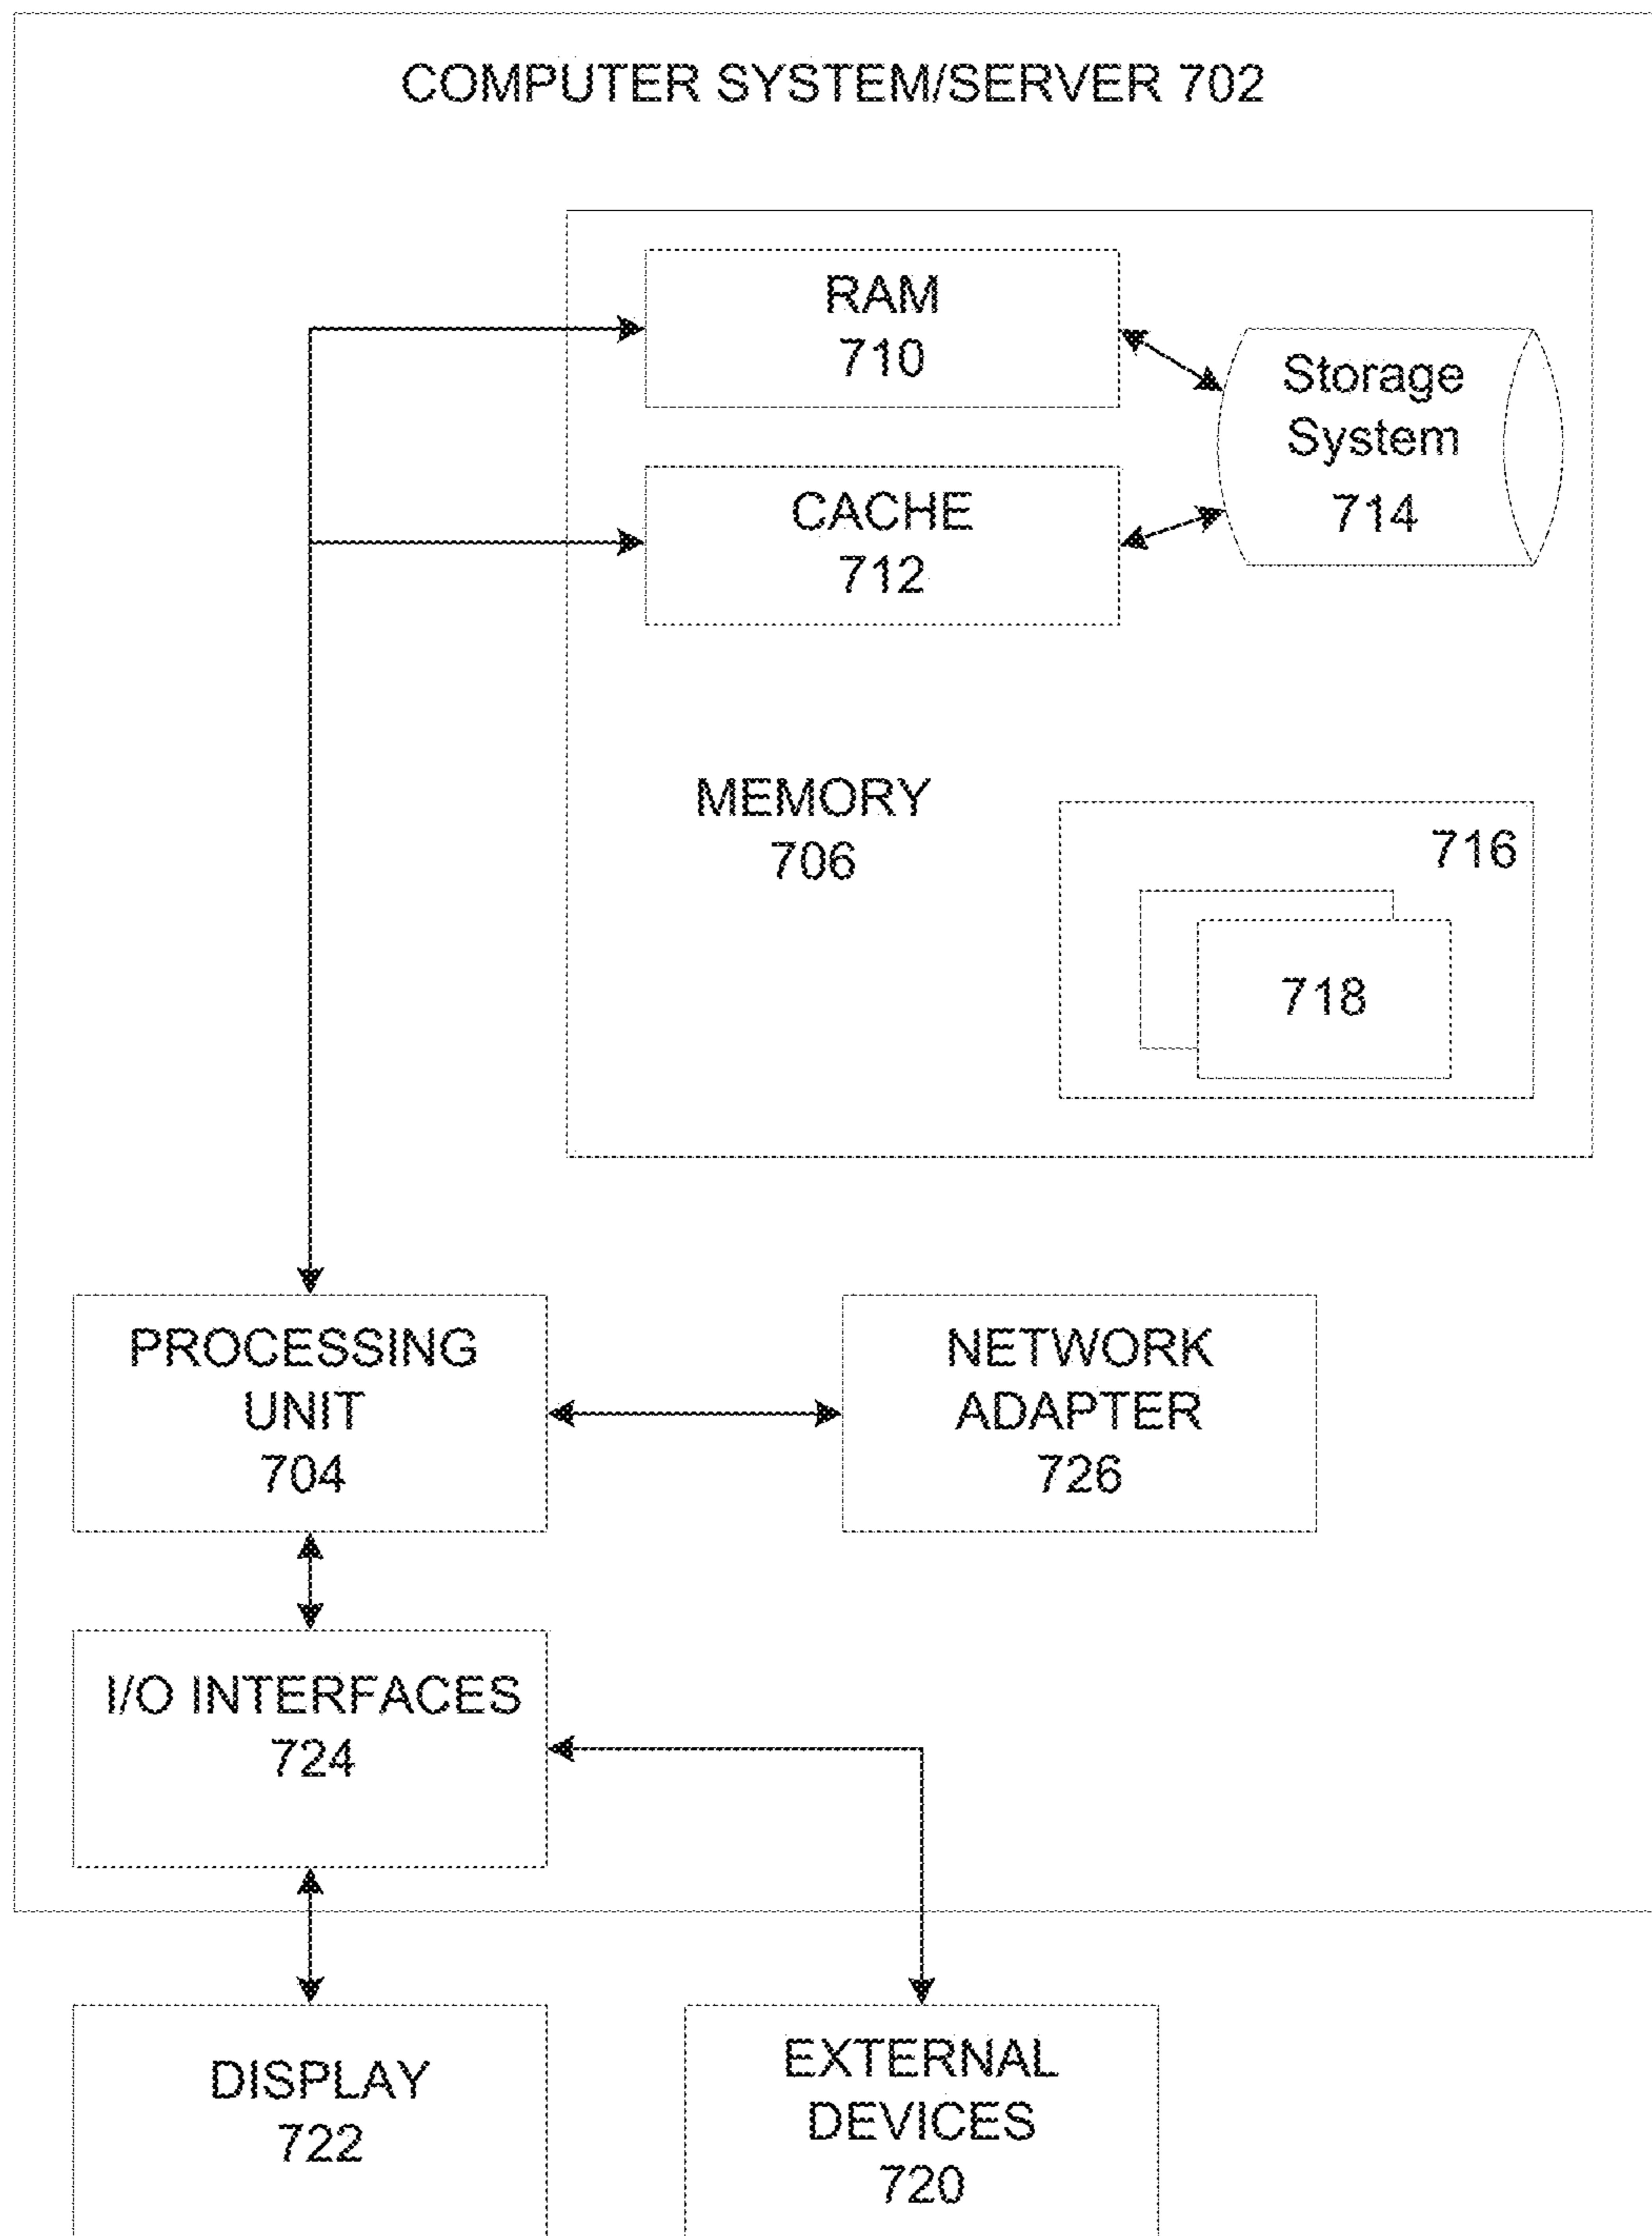 COMPUTER SYSTEM/SERVER 702
RAM
710
Storage
System
714
CACHE
712
MEMORY
706
716
718
PROCESSING
UNIT
704
NETWORK
ADAPTER
726
I/O INTERFACES
724
DISPLAY
722
EXTERNAL
DEVICES
720